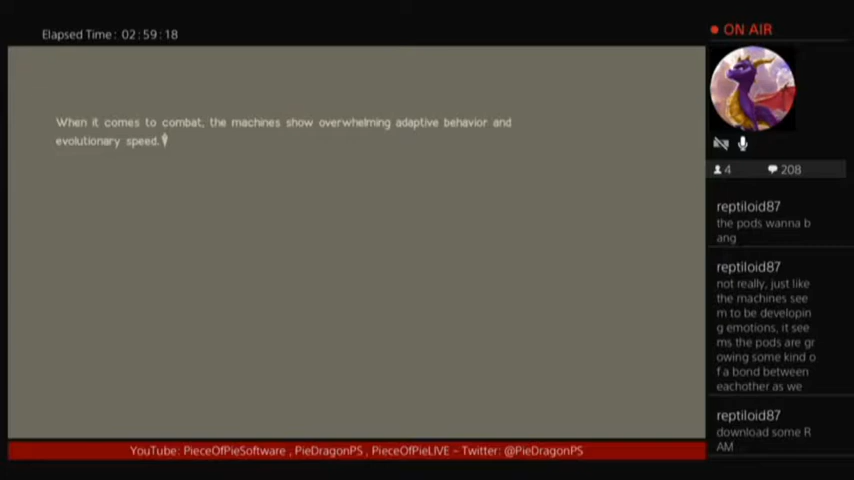 Elapsed Time: 02:59:18
ON AIR
When it comes to combat, the machines show overwhelming adaptive behavior and
evolutionary speed.
4 208
reptiloid87
the pods wanna b
ang
reptiloid87
not really, just like
the machines see
m to be developin
g emotions, it see
ms the pods are gr
owing some kind o
f a bond between
eachother as we
reptiloid87
download some R
AM
YouTube: PieceOfPieSoftware , PieDragonPS, PieceOfPieLIVE - Twitter: @PieDragonPS